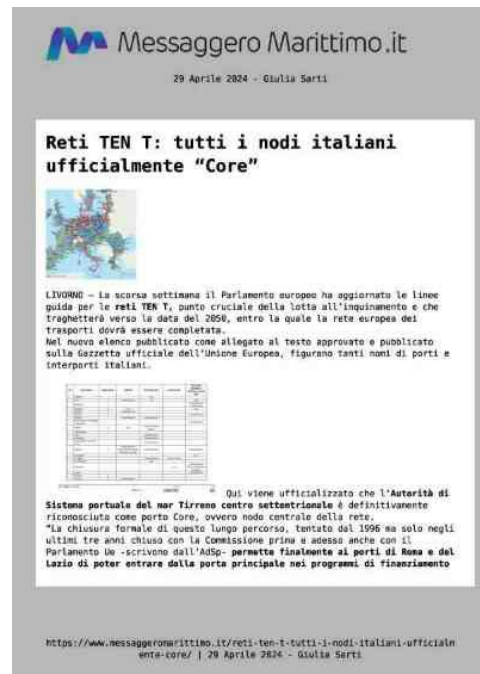 Messaggero Marittimo.it
29 Aprile 2024 - Giulia Sarti
Reti TEN T: tutti i nodi italiani
ufficialmente “Core”
LIVORNO – La scorsa settimana il Parlamento europeo ha aggiornato le linee
guida per le reti TEN T, punto cruciale della lotta all'inquinamento e che
traghetterà verso la data del 2050, entro la quale la rete europea dei
trasporti dovrà essere completata.
Nel nuovo elenco pubblicato come allegato al testo approvato e pubblicato
sulla Gazzetta ufficiale dell'Unione Europea, figurano tanti nomi di porti e
interporti italiani.
Qui viene ufficializzato che l'Autorità di
Sistema portuale del mar Tirreno centro settentrionale è definitivamente
riconosciuta come porto Core, ovvero nodo centrale della rete.
“La chiusura formale di questo lungo percorso, tentato dal 1996 ma solo negli
ultimi tre anni chiuso con la Commissione prima e adesso anche con il
Parlamento Ue -scrivono dall'AdSp- permette finalmente ai porti di Roma e del
Lazio di poter entrare dalla porta principale nei programmi di finanziamento
https://www.messaggeromarittimo.it/reti-ten-t-tutti-i-nodi-italiani-ufficialm
ente-core/ | 29 Aprile 2024 - Giulia Sarti